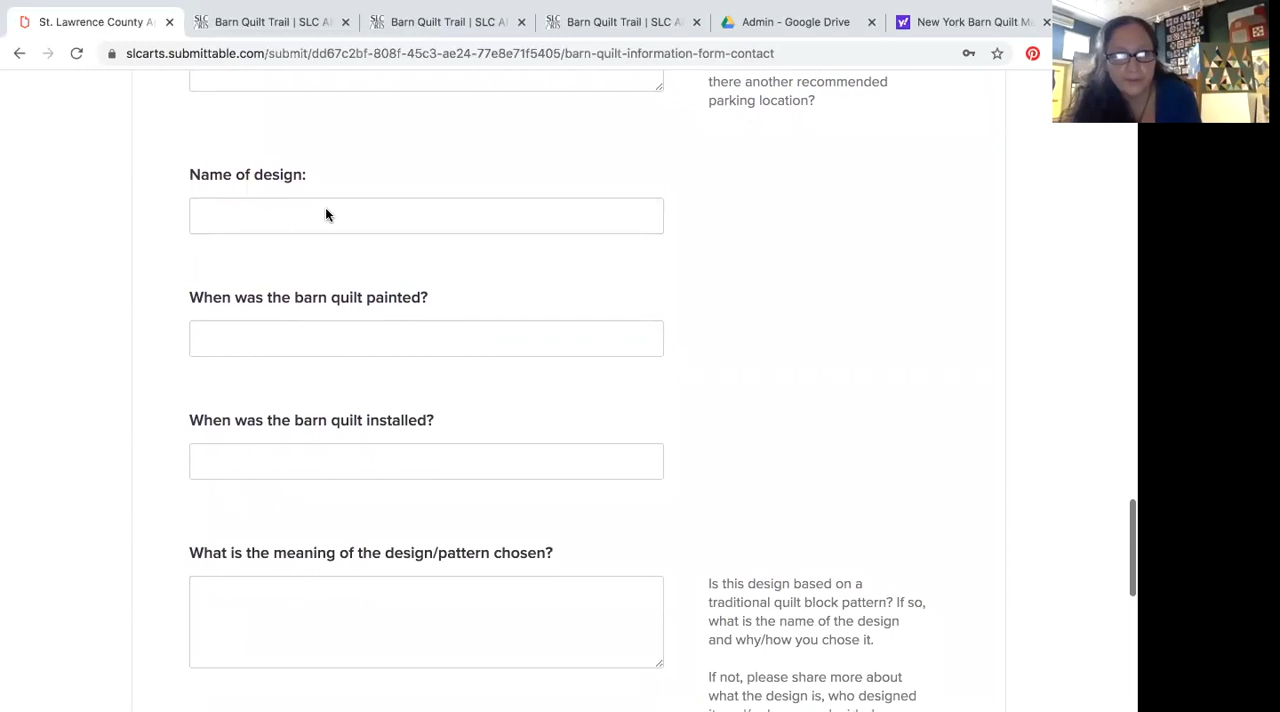 St. Lawrence County A
Barn Quilt Trail | SLC A
Barn Quilt Trail | SLC A
Barn Quilt Trail | SLC A
Admin - Google Drive
New York Barn Quilt M
slcarts.submittable.com/submit/dd67c2bf-808f-45c3-ae24-77e8e71f5405/barn-quilt-information-form-contact
there another recommended
parking location?
Name of design:
When was the barn quilt painted?
When was the barn quilt installed?
What is the meaning of the design/pattern chosen?
Is this design based on a
traditional quilt block pattern? If so,
what is the name of the design
and why/how you chose it.
If not, please share more about
what the design is, who designed